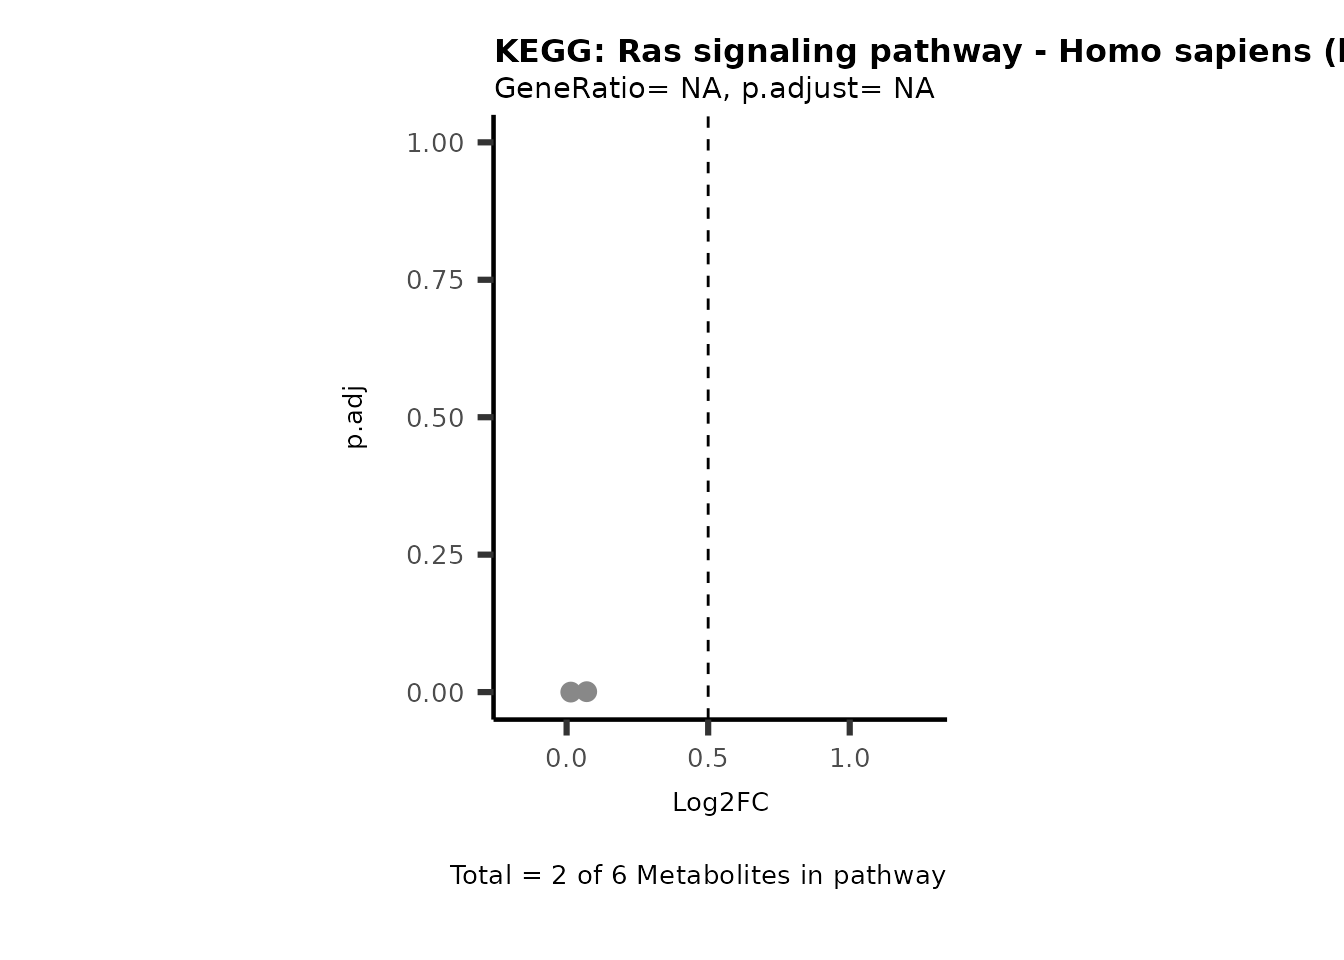 KEGG: Ras signaling pathway - Homo sapiens (
GeneRatio= NA, p.adjust= NA
1.00
0.75
0.50
0.25
0.00
p.adj
0.0 0.5 1.0
Log2FC
Total = 2 of 6 Metabolites in pathway